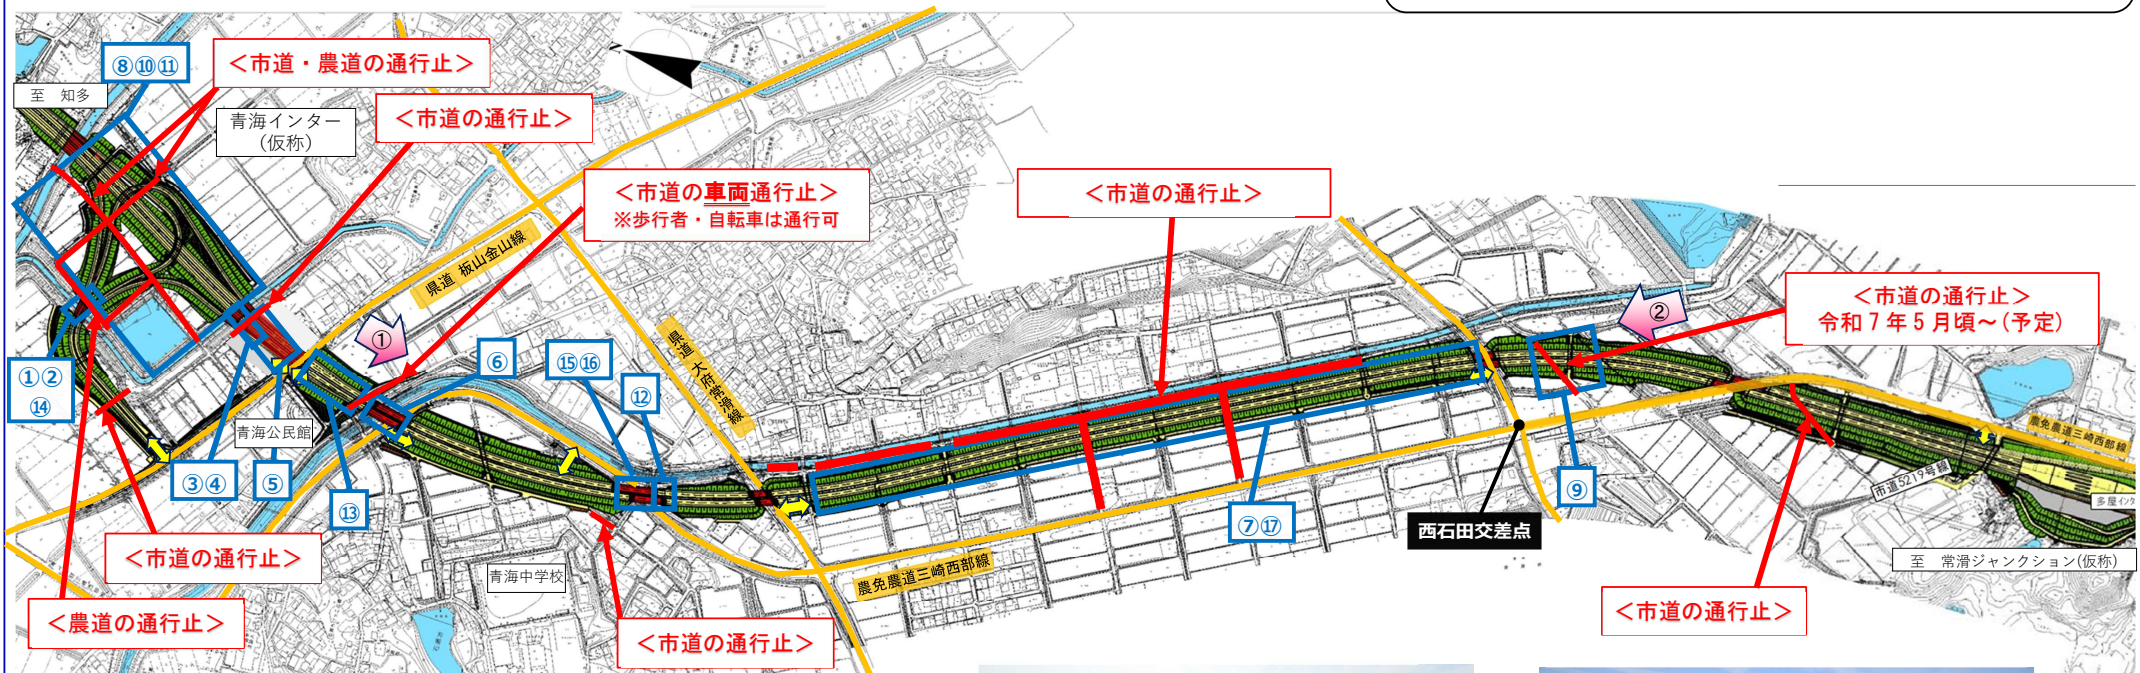 ⑧⑩⑪
＜市道・農道の通行止＞
至　知多
青海インター
(仮称)
＜市道の通行止＞
＜市道の車両通行止＞
※歩行者・自転車は通行可
＜市道の通行止＞
＜市道の通行止＞
令和７年５月頃～(予定)
県道 板山金山線
①
②
①②
⑭
⑥
⑮⑯
⑫
県道 大府常滑線
青海公民館
③④
⑤
⑬
⑦⑰
⑨
西石田交差点
農免農道三崎西部線
市道5219号線
多屋インタ
至　常滑ジャンクション(仮称)
＜市道の通行止＞
青海中学校
農免農道三崎西部線
＜農道の通行止＞
＜市道の通行止＞
＜市道の通行止＞